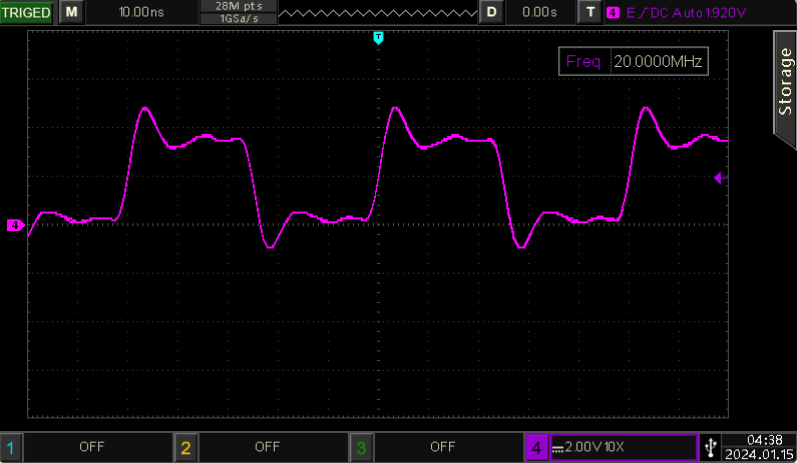 TRIGED M 10.00ns 28M pts D 0.00s T 4 E DC Auto 1.920V
1GSa/s
T
Freq 20.0000MHz
Storage
4
1 OFF 2 OFF 3 OFF 4 2.00V 10X 04:38
2024.01.15